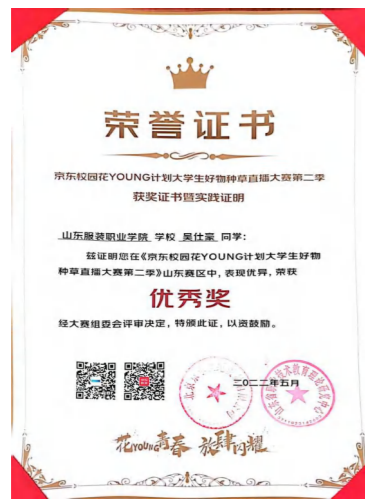 荣誉证书
京东校园花YOUNG计划大学生好物种草直播大赛第二季
获奖证书暨实践证明
山东服装职业学院 学校 吴仕豪 同学：
兹证明您在《京东校园花YOUNG计划大学生好物
种草直播大赛第二季》山东赛区中，表现优异，荣获
优秀奖
经大赛组委会评审决定，特颁此证，以资鼓励。
二〇二二年五月
花YOUNG青春 放肆闪耀